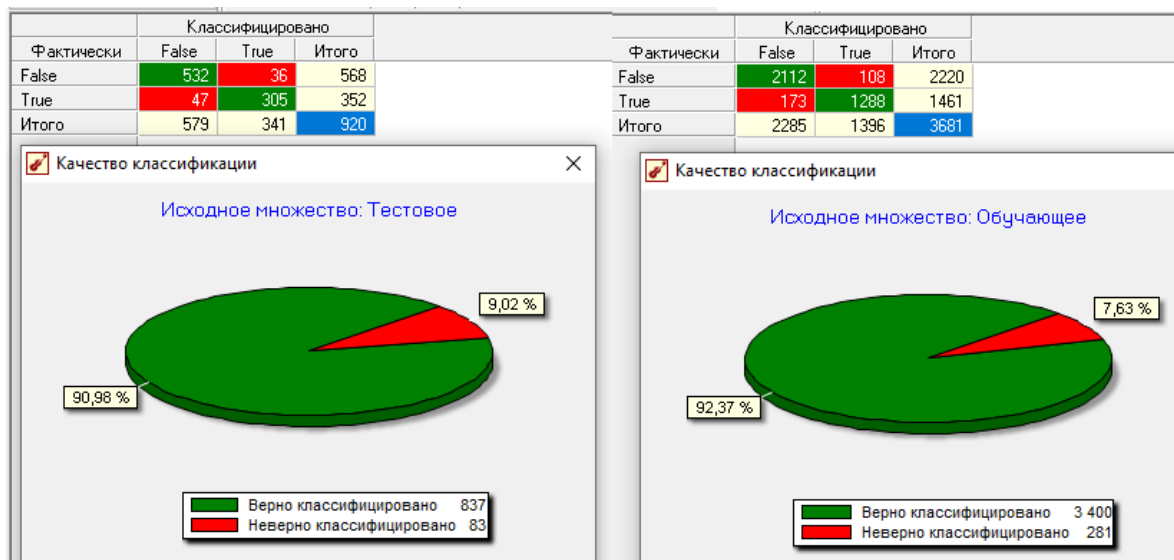 Классифицировано
Фактически False True Итого
False 532 36 568
True 47 305 352
Итого 579 341 920
Качество классификации
Исходное множество: Тестовое
9,02 %
90,98 %
Верно классифицировано 837
Неверно классифицировано 83
Классифицировано
Фактически False True Итого
False 2112 108 2220
True 173 1288 1461
Итого 2285 1396 3681
Качество классификации
Исходное множество: Обучающее
7,63 %
92,37 %
Верно классифицировано 3 400
Неверно классифицировано 281